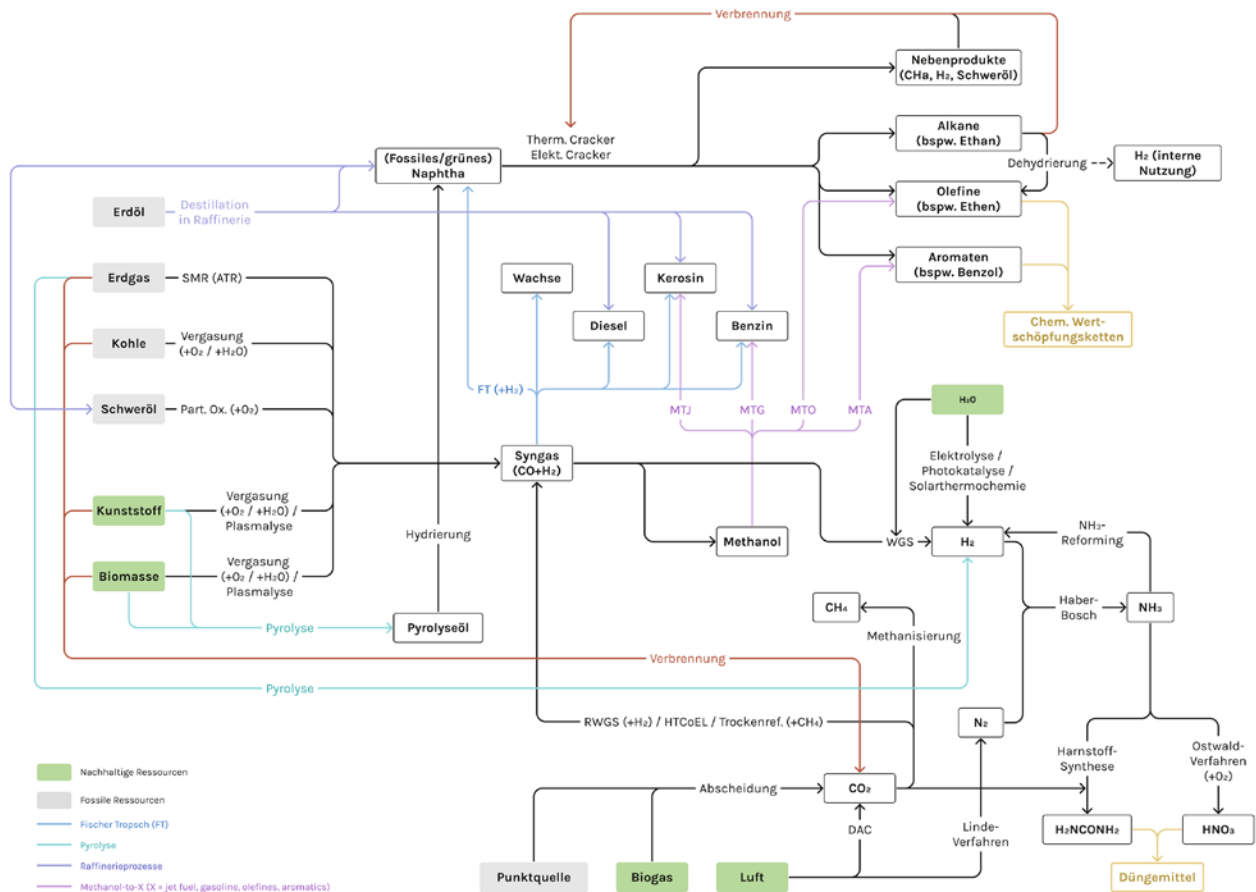 Verbrennung
Nebenprodukte
(CHa, H₂, Schweröl)
Therm. Cracker
Elekt. Cracker
Alkane
(bspw. Ethan)
(Fossiles/grünes)
Naphtha
Dehydrierung
H₂ (interne
Nutzung)
Olefine
(bspw. Ethen)
Erdöl
Destillation
in Raffinerie
Aromaten
(bspw. Benzol)
Erdgas
SMR (ATR)
Wachse
Kerosin
Diesel
Benzin
Chem. Wert-
schöpfungsketten
Kohle
Vergasung
(+O₂ / +H₂O)
FT (+H₂)
Schweröl
Part. Ox. (+O₂)
MTJ
MTG
MTO
MTA
H₂O
Syngas
(CO+H₂)
Elektrolyse /
Photokatalyse /
Solarthermochemie
Kunststoff
Vergasung
(+O₂ / +H₂O) /
Plasmalyse
Hydrierung
Methanol
WGS
H₂
NH₃-
Reforming
Biomasse
Vergasung
(+O₂ / +H₂O) /
Plasmalyse
CH₄
Haber-
Bosch
NH₃
Pyrolyse
Pyrolyseöl
Methanisierung
Verbrennung
Pyrolyse
RWGS (+H₂) / HTCoEL / Trockenref. (+CH₄)
N₂
Harnstoff-
Synthese
Ostwald-
Verfahren
(+O₂)
Nachhaltige Ressourcen
Fossile Ressourcen
Fischer Tropsch (FT)
Pyrolyse
Raffinerieprozesse
Methanol-to-X (X = jet fuel, gasoline, olefines, aromatics)
Abscheidung
CO₂
DAC
Linde-
Verfahren
H₂NCONH₂
HNO₃
Punktquelle
Biogas
Luft
Düngemittel